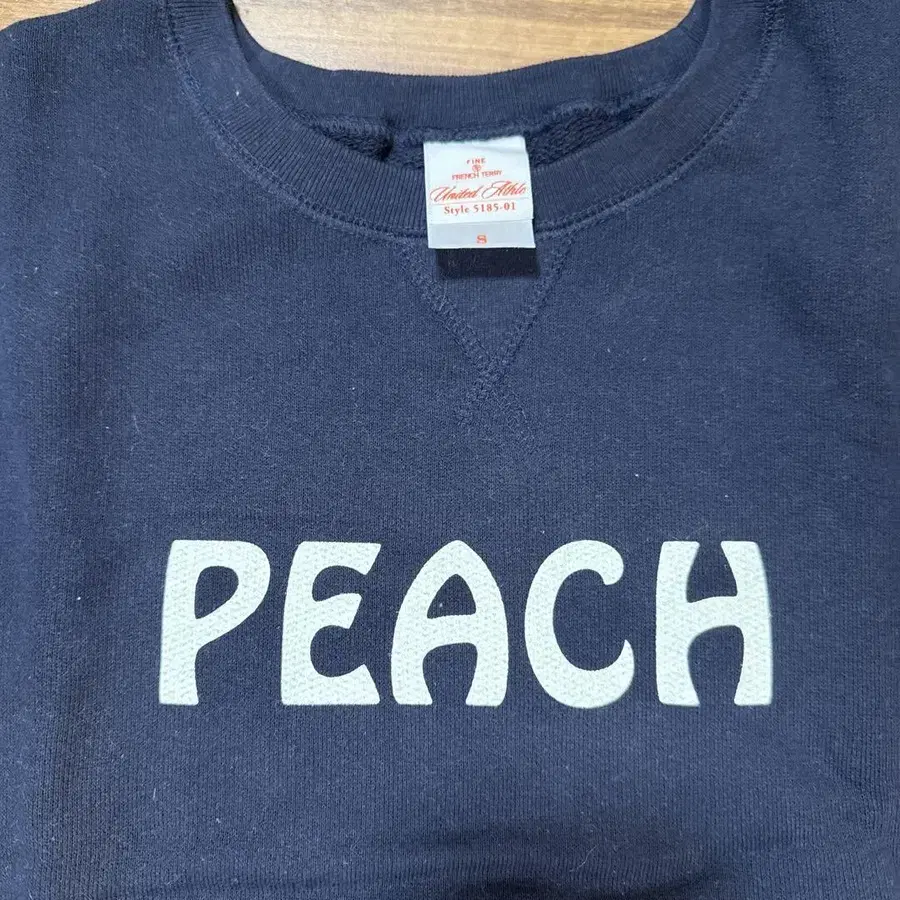 FINE
FRENCH TERRY
United Athle
Style 5185-01
S
PEACH